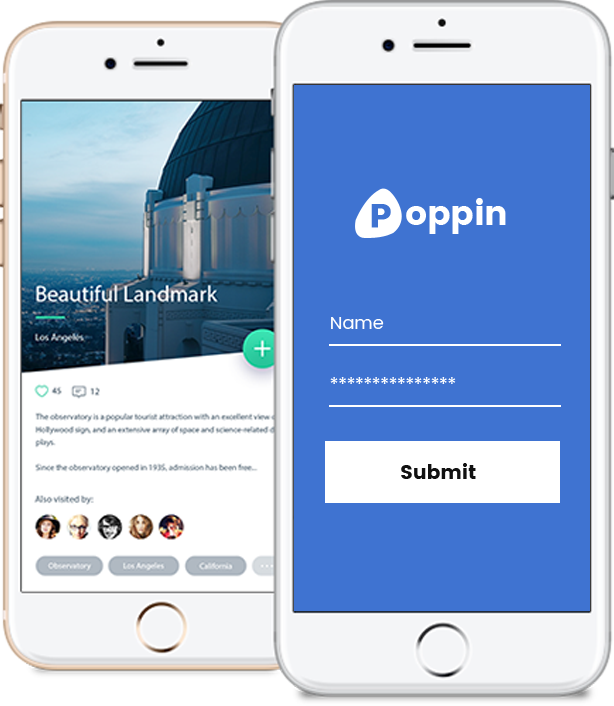 Beautiful Landmark
Los Angeles
45 12
The observatory is a popular tourist attraction with an excellent view
Hollywood sign, and an extensive array of space and science-related
plays.
Since the observatory opened in 1935, admission has been free...
Also visited by:
Observatory Los Angeles California ...
Poppin
Name
***************
Submit